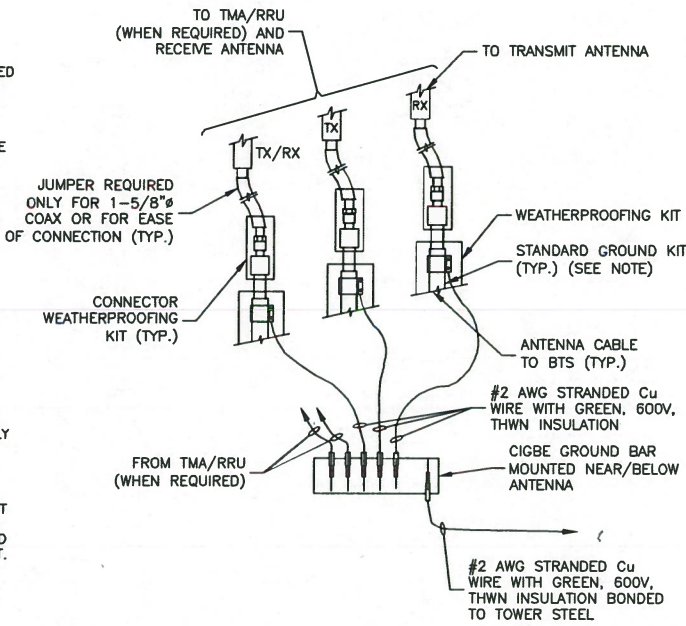 TO TMA/RRU
(WHEN REQUIRED) AND
RECEIVE ANTENNA
TO TRANSMIT ANTENNA
ED
RX
TX
TX/RX
E
JUMPER REQUIRED
ONLY FOR 1-5/8"ø
COAX OR FOR EASE
OF CONNECTION (TYP.)
WEATHERPROOFING KIT
STANDARD GROUND KIT
(TYP.) (SEE NOTE)
CONNECTOR
WEATHERPROOFING
KIT (TYP.)
ANTENNA CABLE
TO BTS (TYP.)
#2 AWG STRANDED Cu
WIRE WITH GREEN, 600V,
THWN INSULATION
LY
FROM TMA/RRU
(WHEN REQUIRED)
CIGBE GROUND BAR
MOUNTED NEAR/BELOW
ANTENNA
T
D
T.
#2 AWG STRANDED Cu
WIRE WITH GREEN, 600V,
THWN INSULATION BONDED
TO TOWER STEEL